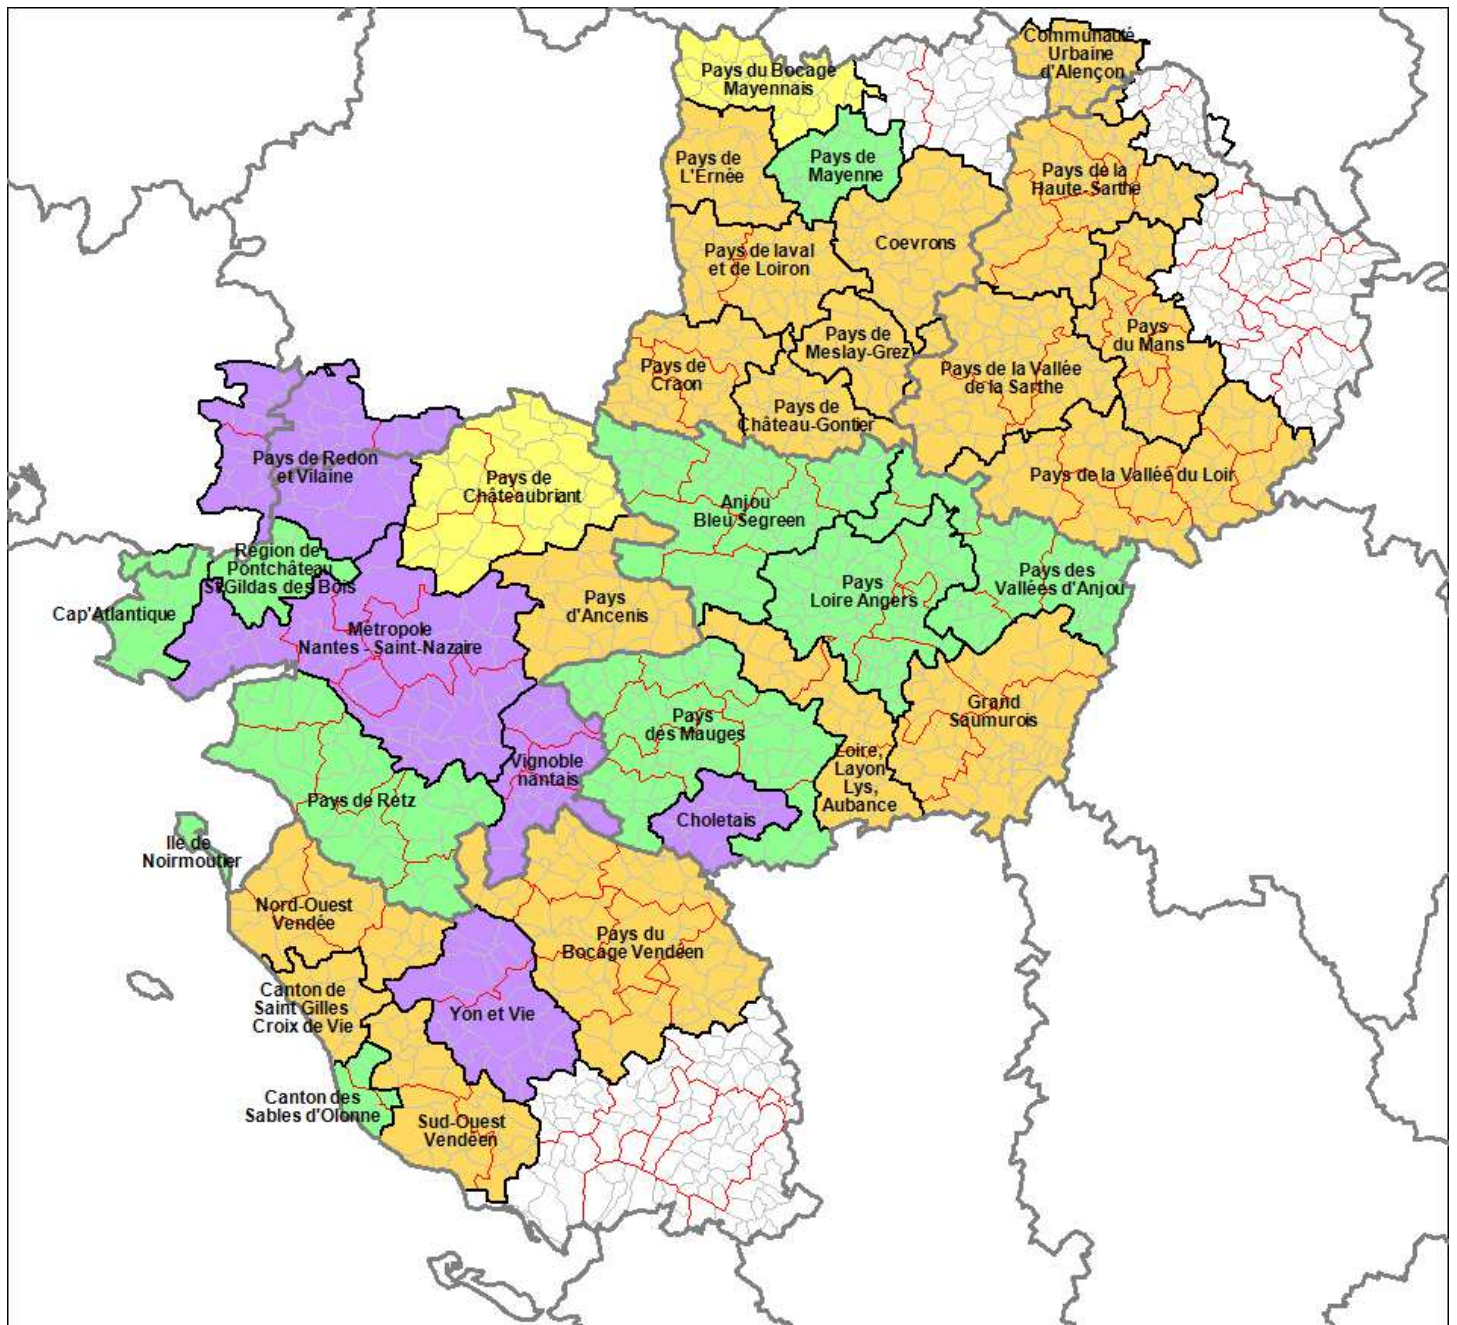 Communauté
Urbaine
d'Alençon
Pays du Bocage
Mayennais
Pays de
L'Ernée
Pays de
Mayenne
Pays de la
Haute-Sarthe
Coevrons
Pays de laval
et de Loiron
Pays de
Meslay-Grez
Pays
du Mans
Pays de
Craon
Pays de la Vallée
de la Sarthe
Pays de
Château-Gontier
Pays de Redon
et Vilaine
Pays de
Châteaubriant
Pays de la Vallée du Loir
Anjou
Bleu Segreen
Région de
Pontchâteau
St Gildas des Bois
Pays des
Vallées d'Anjou
Pays
Loire Angers
Cap'Atlantique
Pays
d'Ancenis
Métropole
Nantes - Saint-Nazaire
Grand
Saumurois
Pays
des Mauges
Vignoble
nantais
Loire,
Layon
Lys,
Aubance
Pays de Retz
Choletais
Ile de
Noirmoutier
Nord-Ouest
Vendée
Pays du
Bocage Vendéen
Canton de
Saint Gilles
Croix de Vie
Yon et Vie
Canton des
Sables d'Olonne
Sud-Ouest
Vendéen